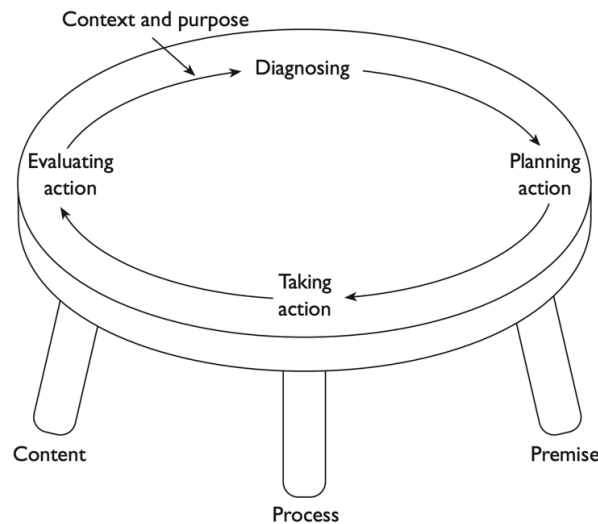 Context and purpose
Diagnosing
Evaluating
action
Planning
action
Taking
action
Content
Process
Premise